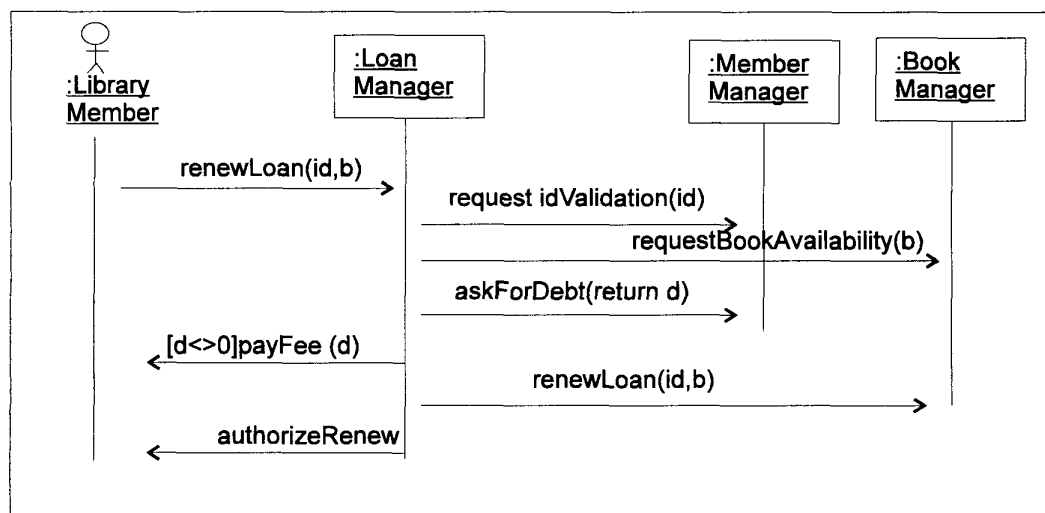 :Library
Member
:Loan
Manager
:Member
Manager
:Book
Manager
renewLoan(id,b)
request idValidation(id)
requestBookAvailability(b)
askForDebt(return d)
[d<>0]payFee (d)
renewLoan(id,b)
authorizeRenew